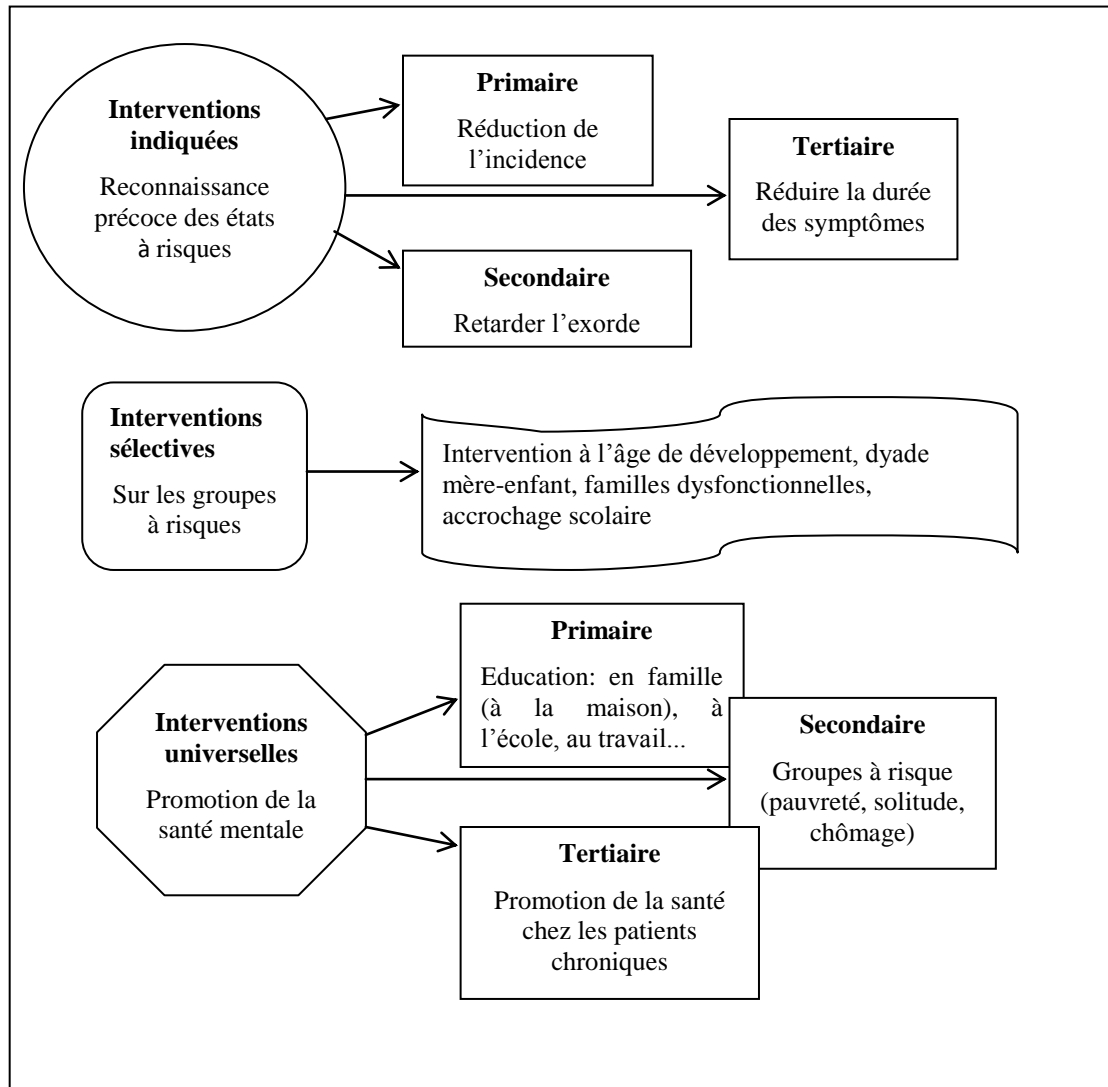 Interventions
indiquées
Reconnaissance
précoce des états
à risques
Primaire
Réduction de
l’incidence
Tertiaire
Réduire la durée
des symptômes
Secondaire
Retarder l’exorde
Interventions
sélectives
Sur les groupes
à risques
Intervention à l’âge de développement, dyade
mère-enfant, familles dysfonctionnelles,
accrochage scolaire
Interventions
universelles
Promotion de la
santé mentale
Primaire
Education: en famille
(à la maison), à
l’école, au travail...
Secondaire
Groupes à risque
(pauvreté, solitude,
chômage)
Tertiaire
Promotion de la santé
chez les patients
chroniques